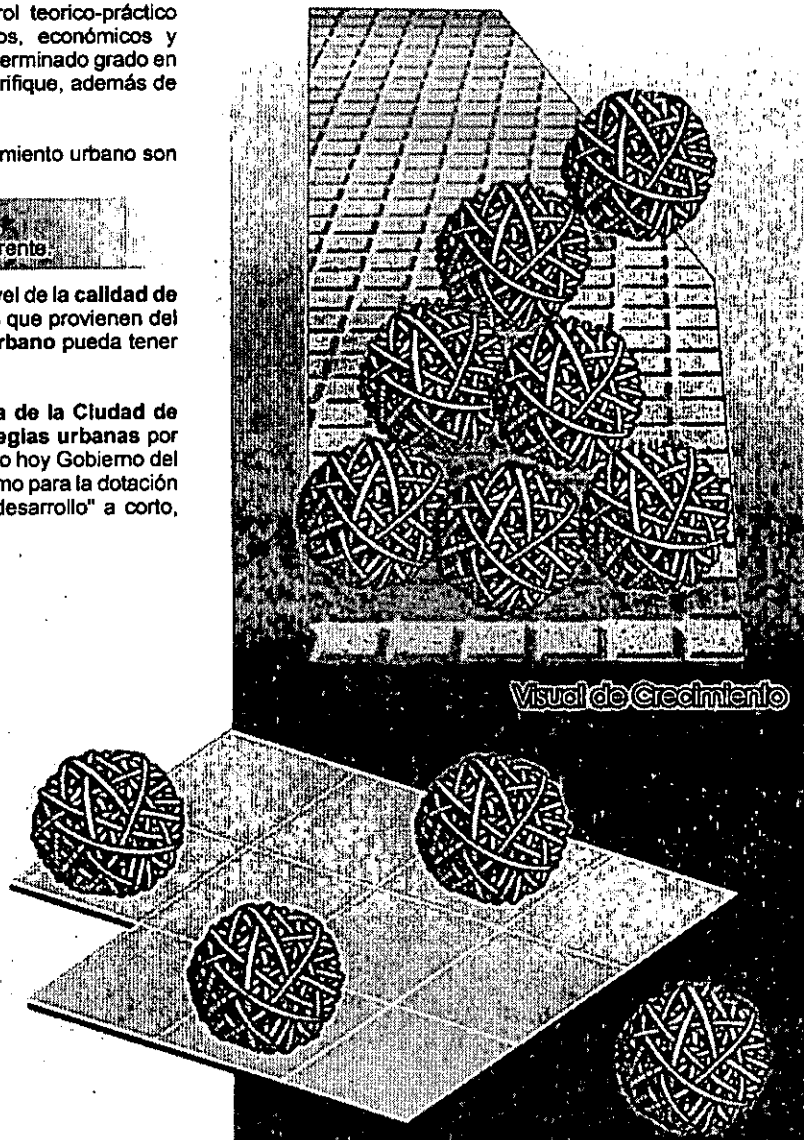 rol teorico-práctico
os, económicos y
erminado grado en
rifique, además de
miento urbano son
rente
vel de la calidad de
que provienen del
rbano pueda tener
a de la Ciudad de
egias urbanas por
o hoy Gobierno del
mo para la dotación
desarrollo" a corto,
Visual de Crecimiento